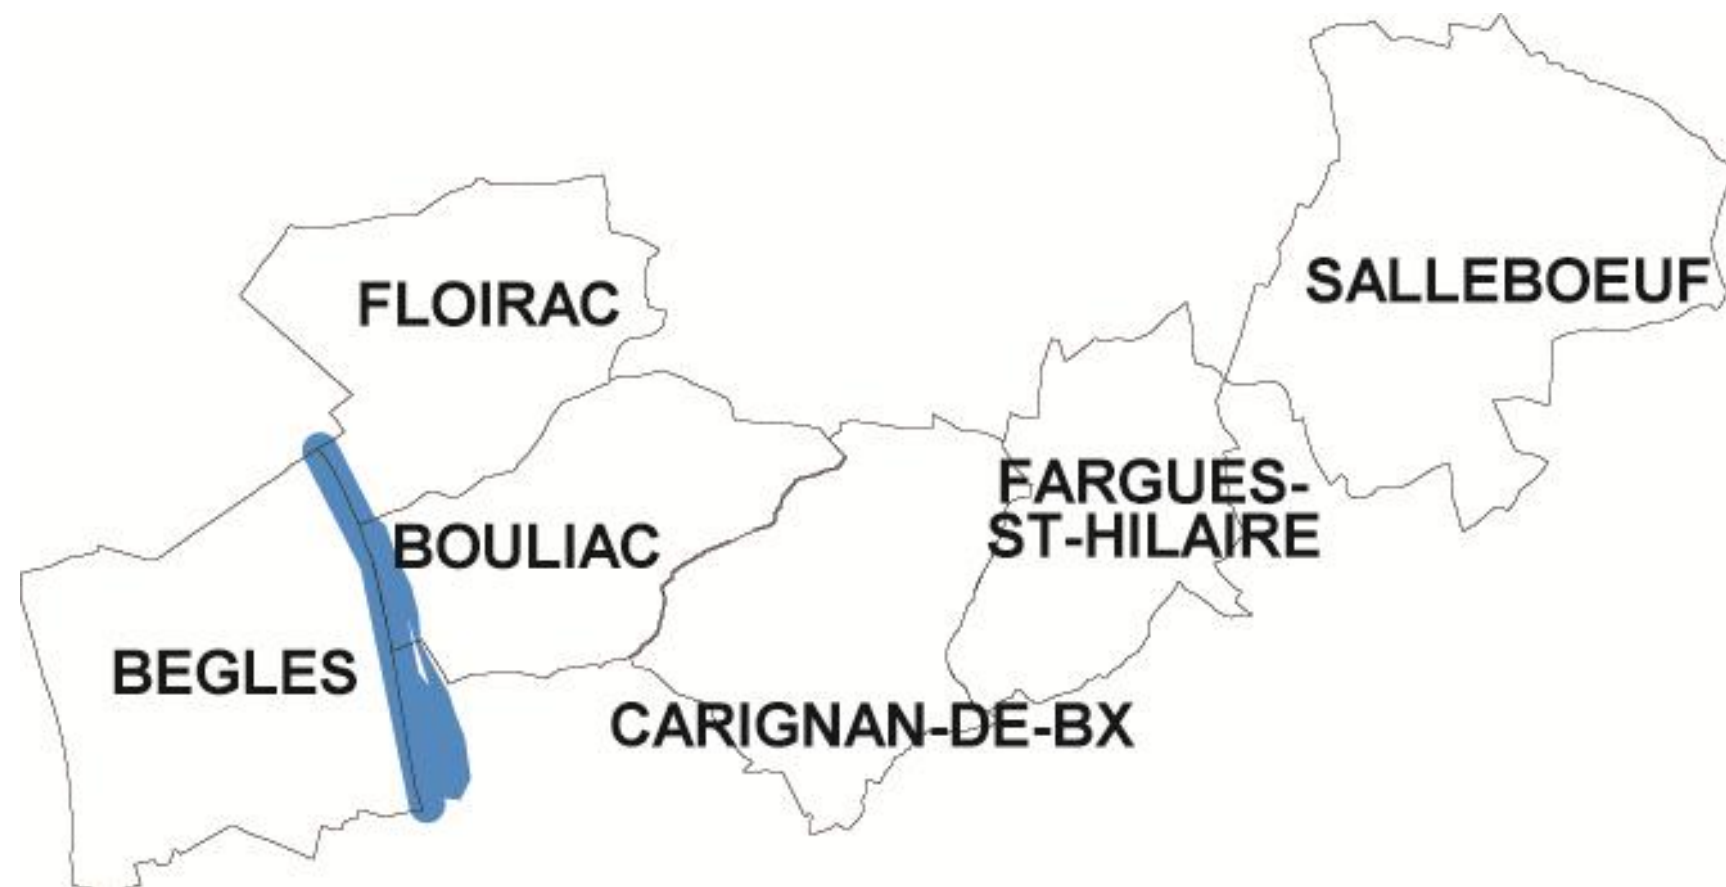 SALLEBOEUF
FLOIRAC
FARGUES-
ST-HILAIRE
BOULIAC
BEGLES
CARIGNAN-DE-BX